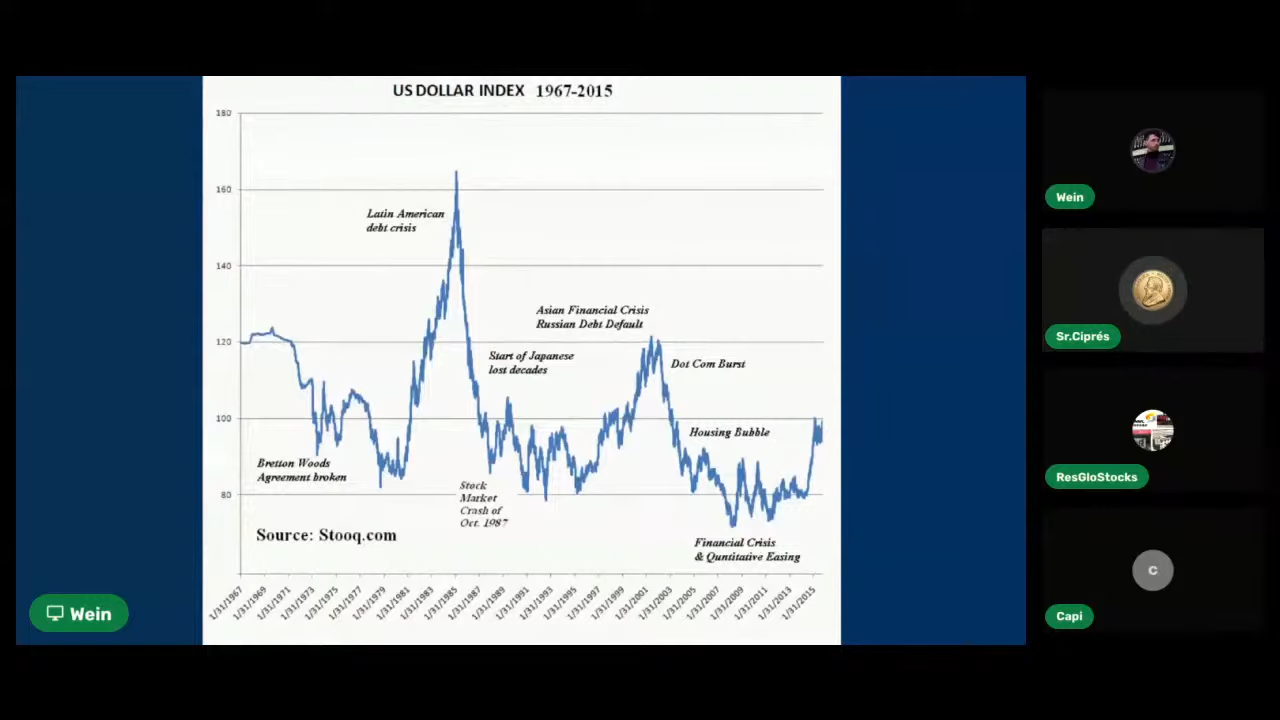 US DOLLAR INDEX 1967-2015
180
160
140
120
100
80
Latin American
debt crisis
Asian Financial Crisis
Russian Debt Default
Start of Japanese
lost decades
Dot Com Burst
Housing Bubble
Bretton Woods
Agreement broken
Stock
Market
Crash of
Oct. 1987
Source: Stooq.com
Financial Crisis
& Quntitative Easing
1/31/1967
1/31/1969
1/31/1971
1/31/1973
1/31/1975
1/31/1977
1/31/1979
1/31/1981
1/31/1983
1/31/1985
1/31/1987
1/31/1989
1/31/1991
1/31/1993
1/31/1995
1/31/1997
1/31/1999
1/31/2001
1/31/2003
1/31/2005
1/31/2007
1/31/2009
1/31/2011
1/31/2013
1/31/2015
Wein
Wein
Sr.Ciprés
ResGloStocks
C
Capi